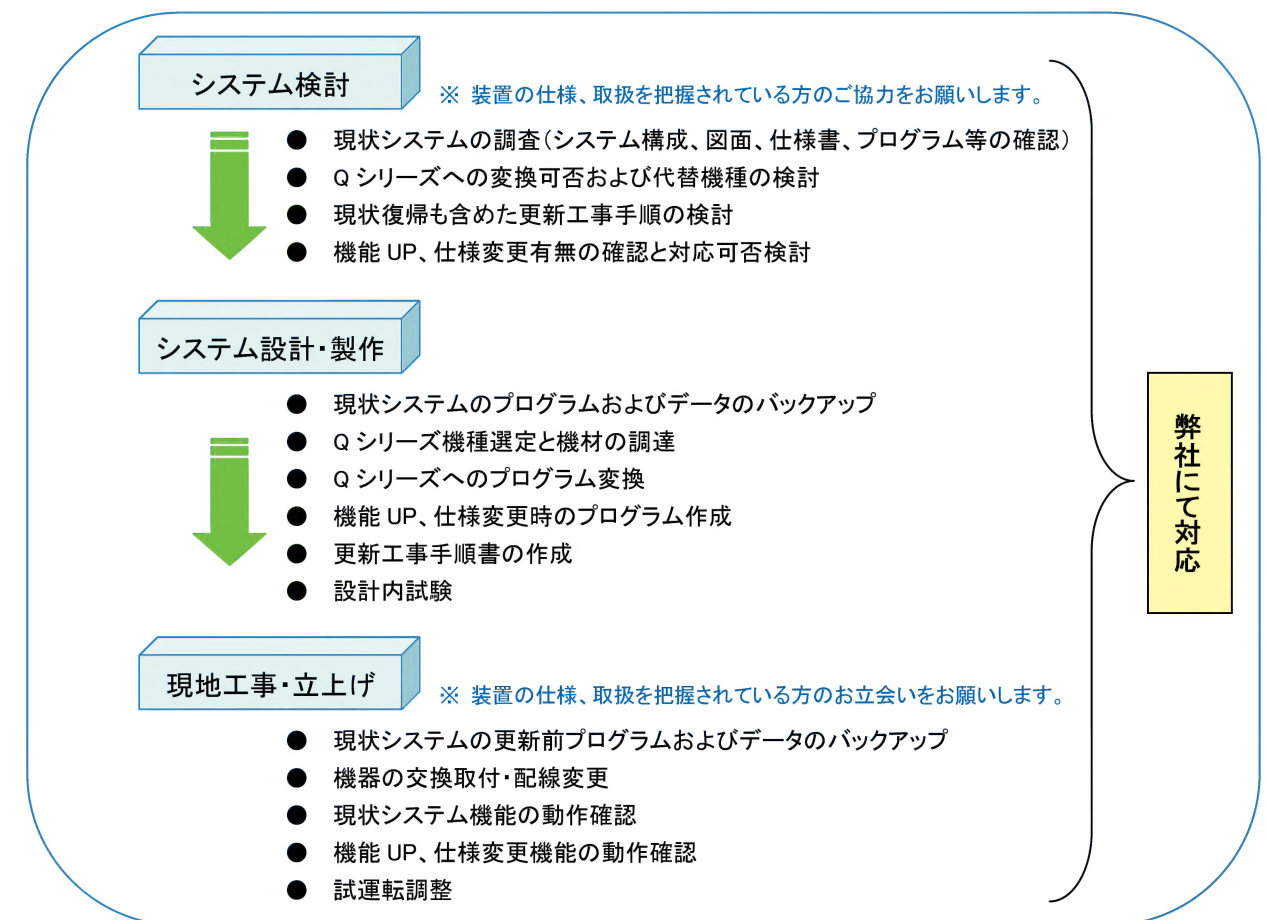 システム検討
※ 装置の仕様、取扱を把握されている方のご協力をお願いします。
● 現状システムの調査(システム構成、図面、仕様書、プログラム等の確認)
● Q シリーズへの変換可否および代替機種の検討
● 現状復帰も含めた更新工事手順の検討
● 機能 UP、仕様変更有無の確認と対応可否検討
システム設計・製作
● 現状システムのプログラムおよびデータのバックアップ
● Q シリーズ機種選定と機材の調達
● Q シリーズへのプログラム変換
● 機能 UP、仕様変更時のプログラム作成
● 更新工事手順書の作成
● 設計内試験
現地工事・立上げ
※ 装置の仕様、取扱を把握されている方のお立会いをお願いします。
● 現状システムの更新前プログラムおよびデータのバックアップ
● 機器の交換取付・配線変更
● 現状システム機能の動作確認
● 機能 UP、仕様変更機能の動作確認
● 試運転調整
弊社にて対応